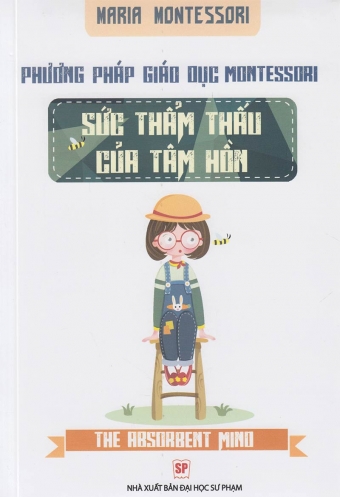 MARIA MONTESSORI
PHƯƠNG PHÁP GIÁO DỤC MONTESSORI
SỨC THẨM THẤU
CỦA TÂM HỒN
THE ABSORBENT MIND
SP
NHÀ XUẤT BẢN ĐẠI HỌC SƯ PHẠM